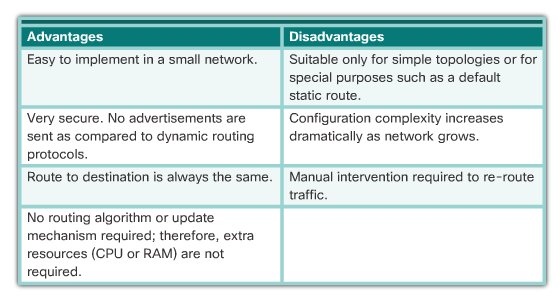 Advantages
Disadvantages
Easy to implement in a small network.
Suitable only for simple topologies or for
special purposes such as a default
static route.
Very secure. No advertisements are
sent as compared to dynamic routing
protocols.
Configuration complexity increases
dramatically as network grows.
Route to destination is always the same.
Manual intervention required to re-route
traffic.
No routing algorithm or update
mechanism required; therefore, extra
resources (CPU or RAM) are not
required.